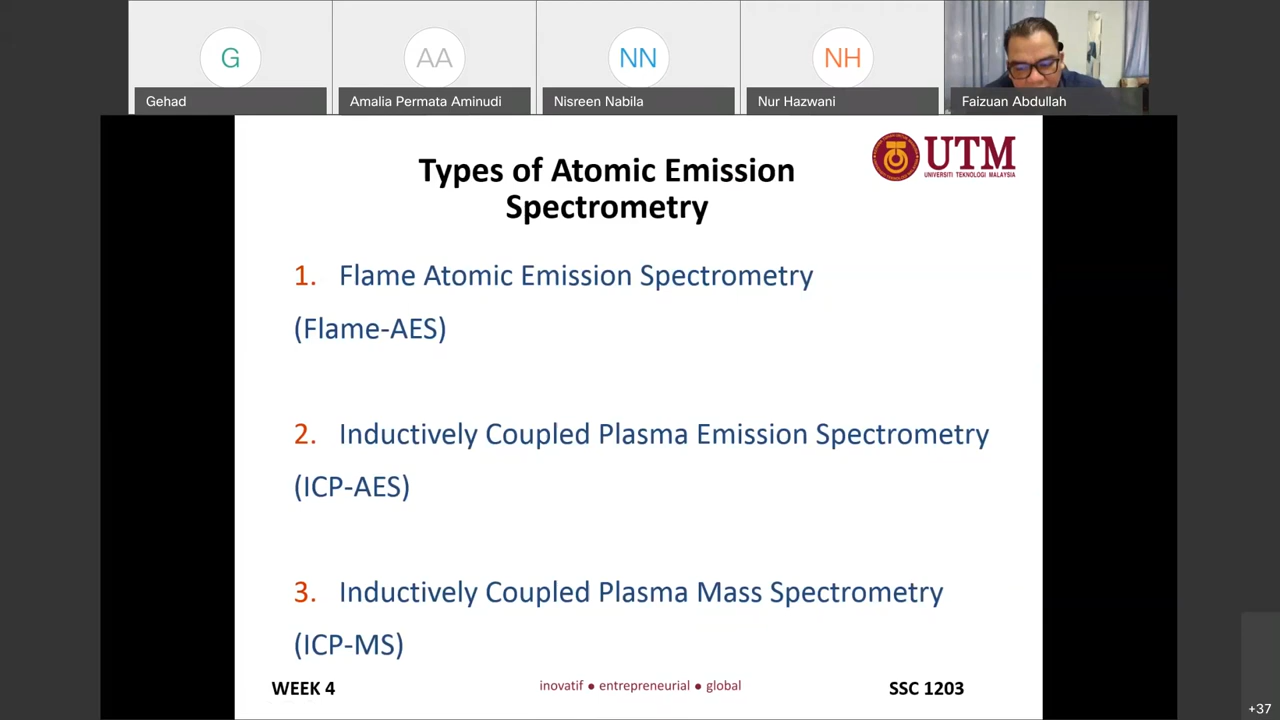 G
AA
NN
NH
Gehad
Amalia Permata Aminudi
Nisreen Nabila
Nur Hazwani
Faizuan Abdullah
Types of Atomic Emission
Spectrometry
UTM
UNIVERSITI TEKNOLOGI MALAYSIA
1. Flame Atomic Emission Spectrometry
(Flame-AES)
2. Inductively Coupled Plasma Emission Spectrometry
(ICP-AES)
3. Inductively Coupled Plasma Mass Spectrometry
(ICP-MS)
WEEK 4
inovatif ● entrepreneurial ● global
SSC 1203
+37